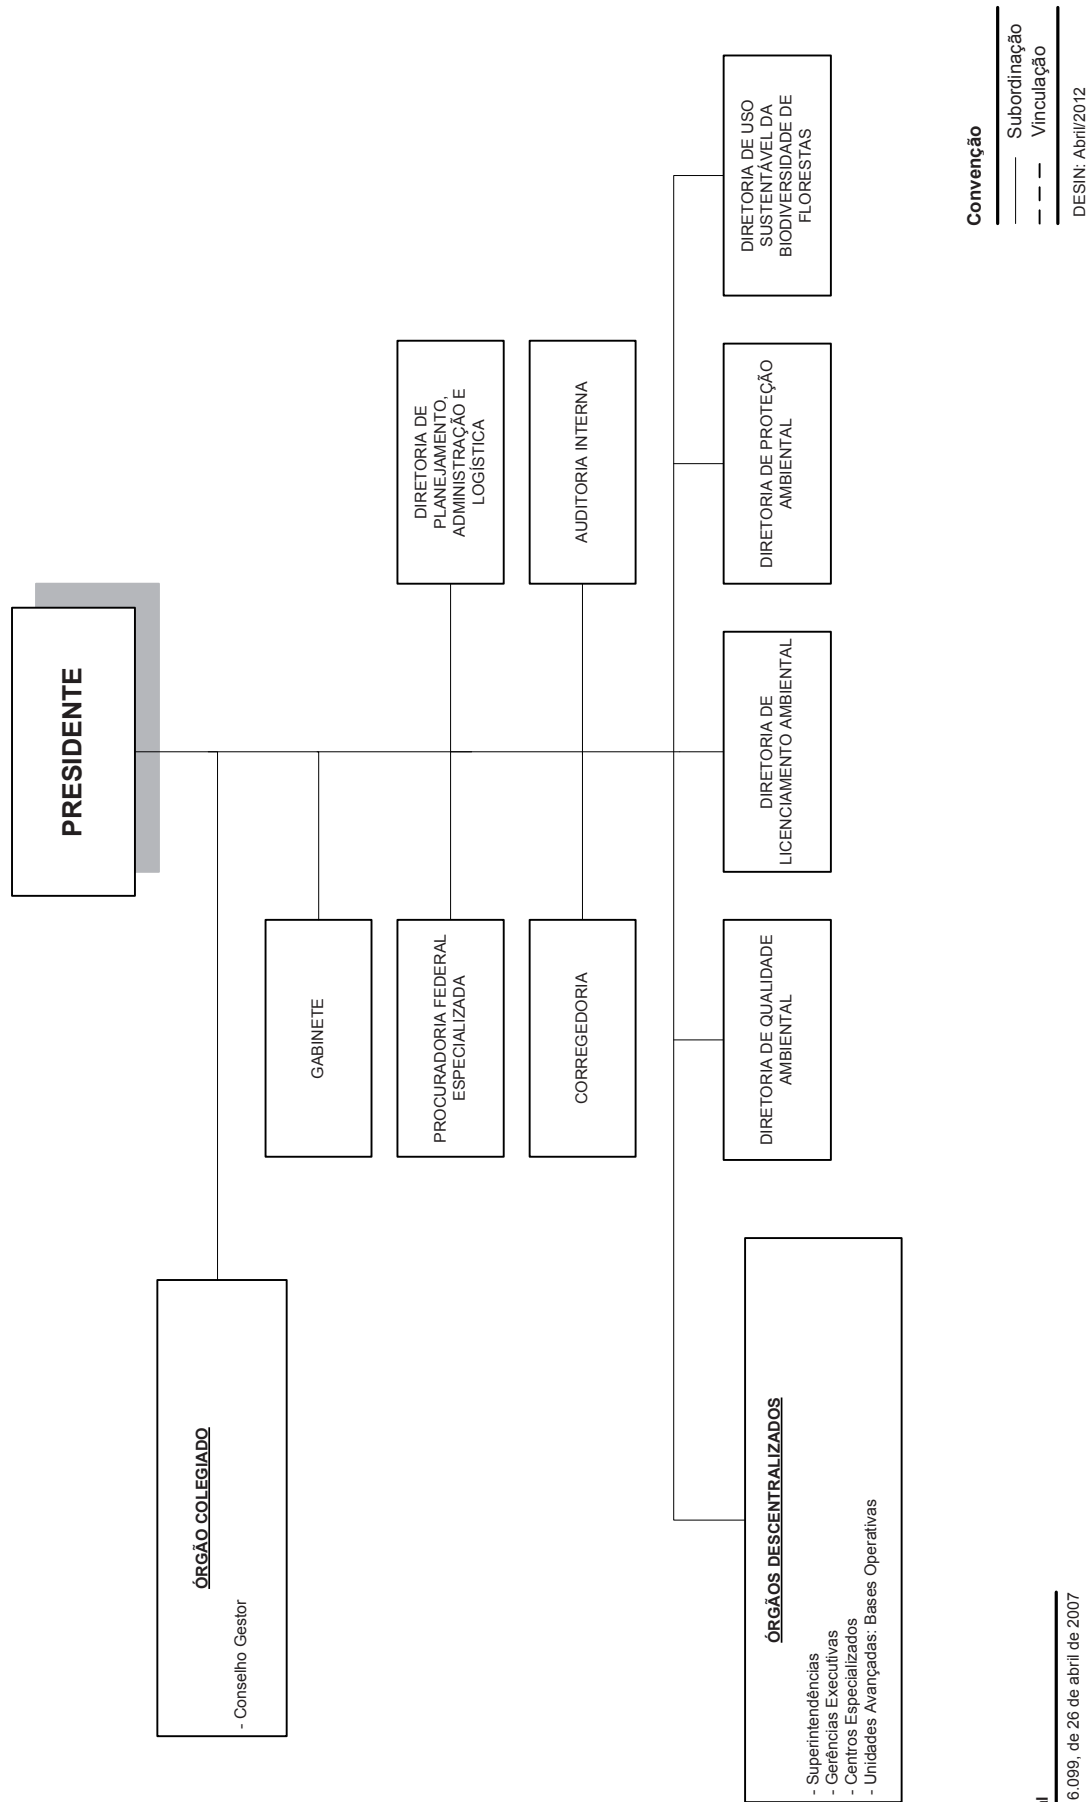 PRESIDENTE
ÓRGÃO COLEGIADO
- Conselho Gestor
GABINETE
PROCURADORIA FEDERAL
ESPECIALIZADA
DIRETORIA DE
PLANEJAMENTO,
ADMINISTRAÇÃO E
LOGÍSTICA
CORREGEDORIA
AUDITORIA INTERNA
ÓRGÃOS DESCENTRALIZADOS
- Superintendências
- Gerências Executivas
- Centros Especializados
- Unidades Avançadas: Bases Operativas
DIRETORIA DE QUALIDADE
AMBIENTAL
DIRETORIA DE
LICENCIAMENTO AMBIENTAL
DIRETORIA DE PROTEÇÃO
AMBIENTAL
DIRETORIA DE USO
SUSTENTÁVEL DA
BIODIVERSIDADE DE
FLORESTAS
6.099, de 26 de abril de 2007
Convenção
Subordinação
Vinculação
DESIN: Abril/2012